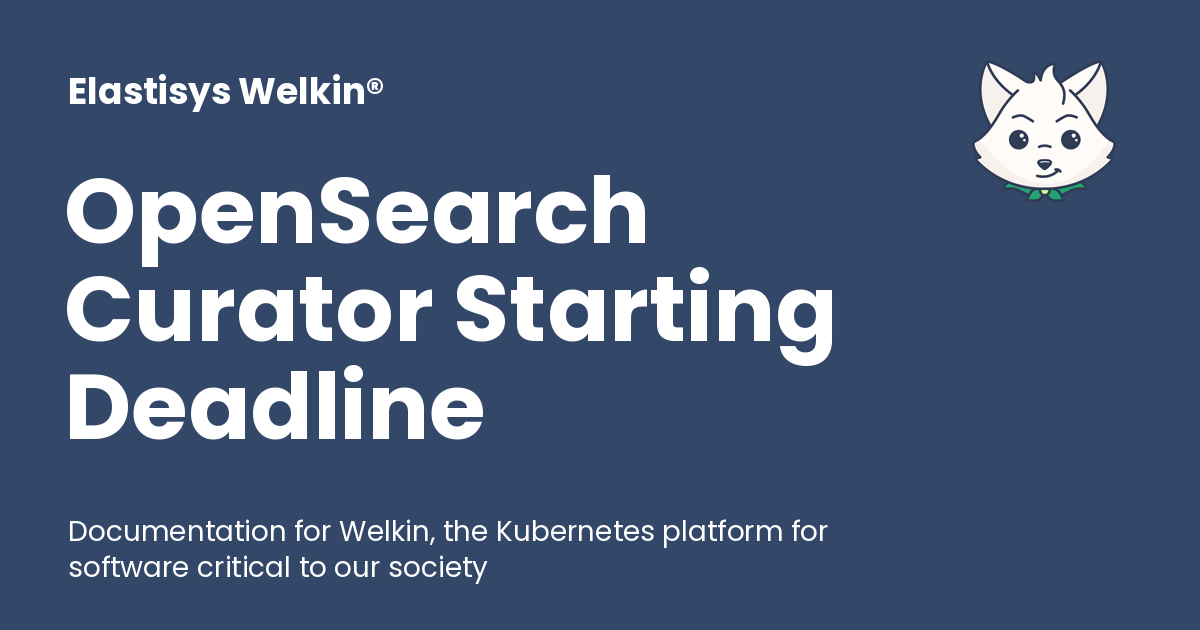 Elastisys Welkin®
OpenSearch
Curator Starting
Deadline
Documentation for Welkin, the Kubernetes platform for
software critical to our society